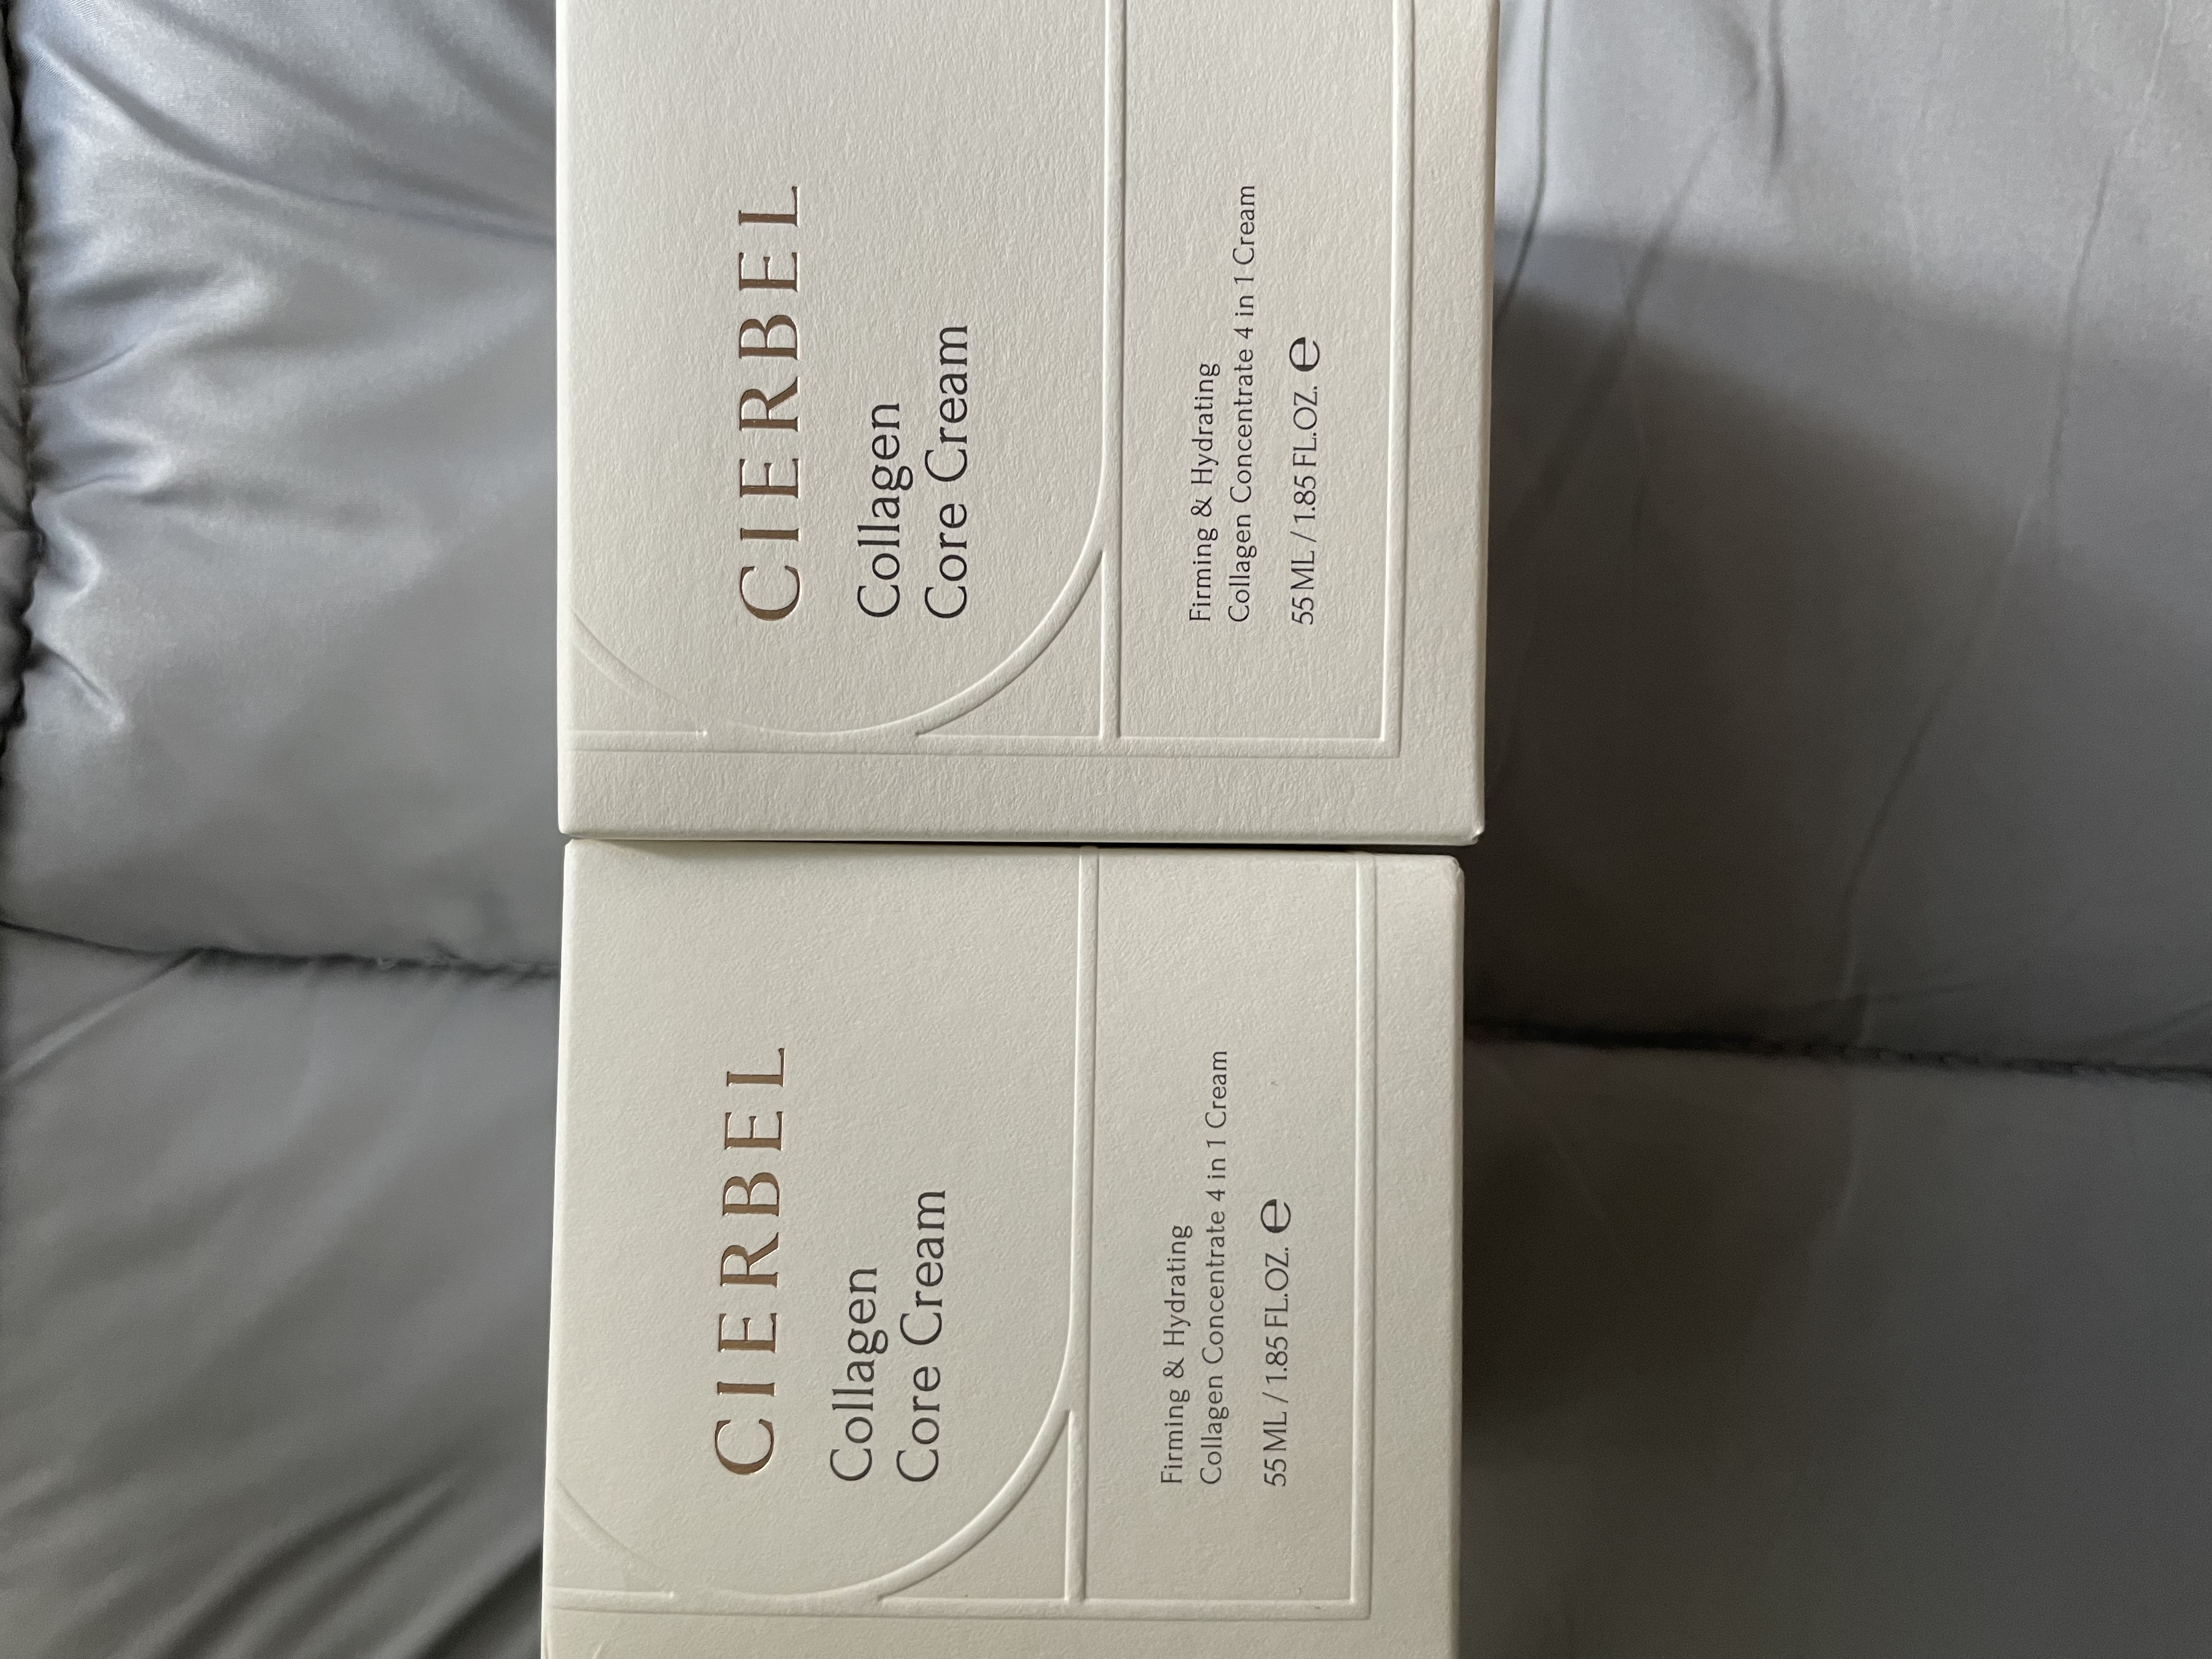 CIERBEL
Collagen
Core Cream
Firming & Hydrating
Collagen Concentrate 4 in 1 Cream
55 ML / 1.85 FL.OZ. ℮
CIERBEL
Collagen
Core Cream
Firming & Hydrating
Collagen Concentrate 4 in 1 Cream
55 ML / 1.85 FL.OZ. ℮